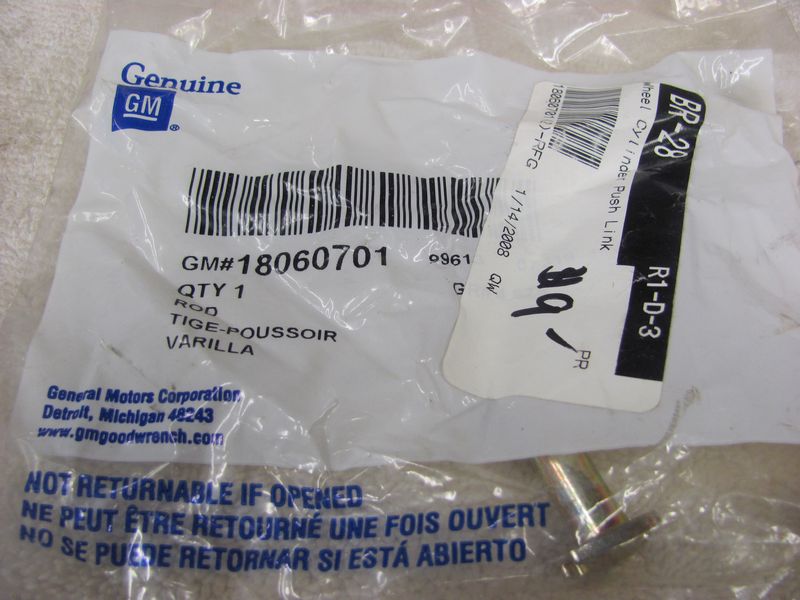 Genuine
GM
GM#18060701
QTY 1
ROD
TIGE-POUSSOIR
VARILLA
General Motors Corporation
Detroit, Michigan 48243
www.gmgoodwrench.com
NOT RETURNABLE IF OPENED
NE PEUT ÊTRE RETOURNÉ UNE FOIS OUVERT
NO SE PUEDE RETORNAR SI ESTÁ ABIERTO
BR-28
R1-D-3
Wheel Cylinder Push Link
1/14/2008 GW
PR